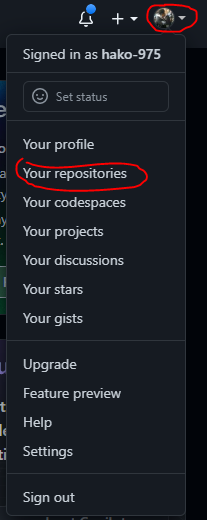 Signed in as hako-975
Set status
Your profile
Your repositories
Your codespaces
Your projects
Your discussions
Your stars
Your gists
Upgrade
Feature preview
Help
Settings
Sign out